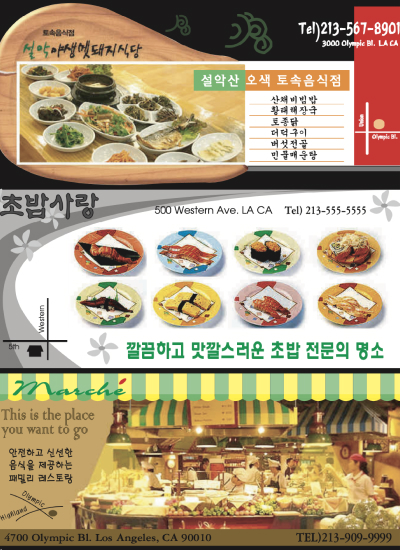 토속음식점
설악야생멧돼지식당
Tel)213-567-8901
3000 Olympic Bl. LA CA
설악산 오색 토속음식점
산채비빔밥
황태해장국
토종닭
더덕구이
버섯전골
민물매운탕
Olympic Bl.
초밥사랑
500 Western Ave. LA CA Tel) 213-555-5555
Western
5th
깔끔하고 맛깔스러운 초밥 전문의 명소
Marché
This is the place
you want to go
안전하고 신선한
음식을 제공하는
패밀리 레스토랑
Olympic
Highland
4700 Olympic Bl. Los Angeles, CA 90010 TEL)213-909-9999